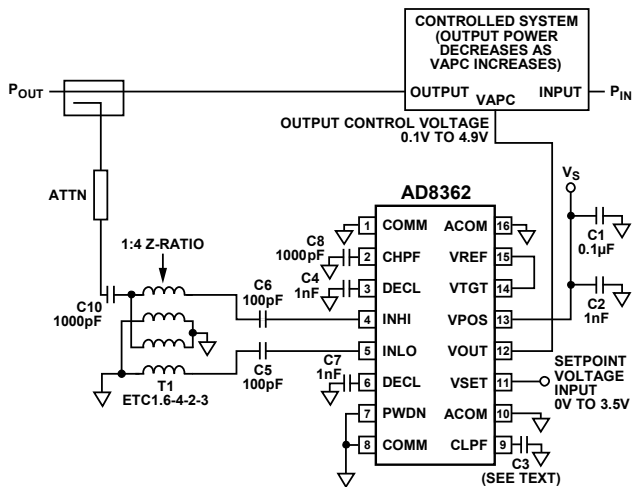 CONTROLLED SYSTEM
(OUTPUT POWER
DECREASES AS
VAPC INCREASES)
P_OUT
OUTPUT
INPUT
P_IN
VAPC
OUTPUT CONTROL VOLTAGE
0.1V TO 4.9V
V_S
ATTN
AD8362
1:4 Z-RATIO
C8
1000pF
C4
1nF
C6
100pF
C10
1000pF
C7
1nF
C5
100pF
T1
ETC1.6-4-2-3
1 COMM ACOM 16
2 CHPF VREF 15
3 DECL VTGT 14
4 INHI VPOS 13
5 INLO VOUT 12
6 DECL VSET 11
7 PWDN ACOM 10
8 COMM CLPF 9
C1
0.1µF
C2
1nF
SETPOINT
VOLTAGE
INPUT
0V TO 3.5V
C3
(SEE TEXT)